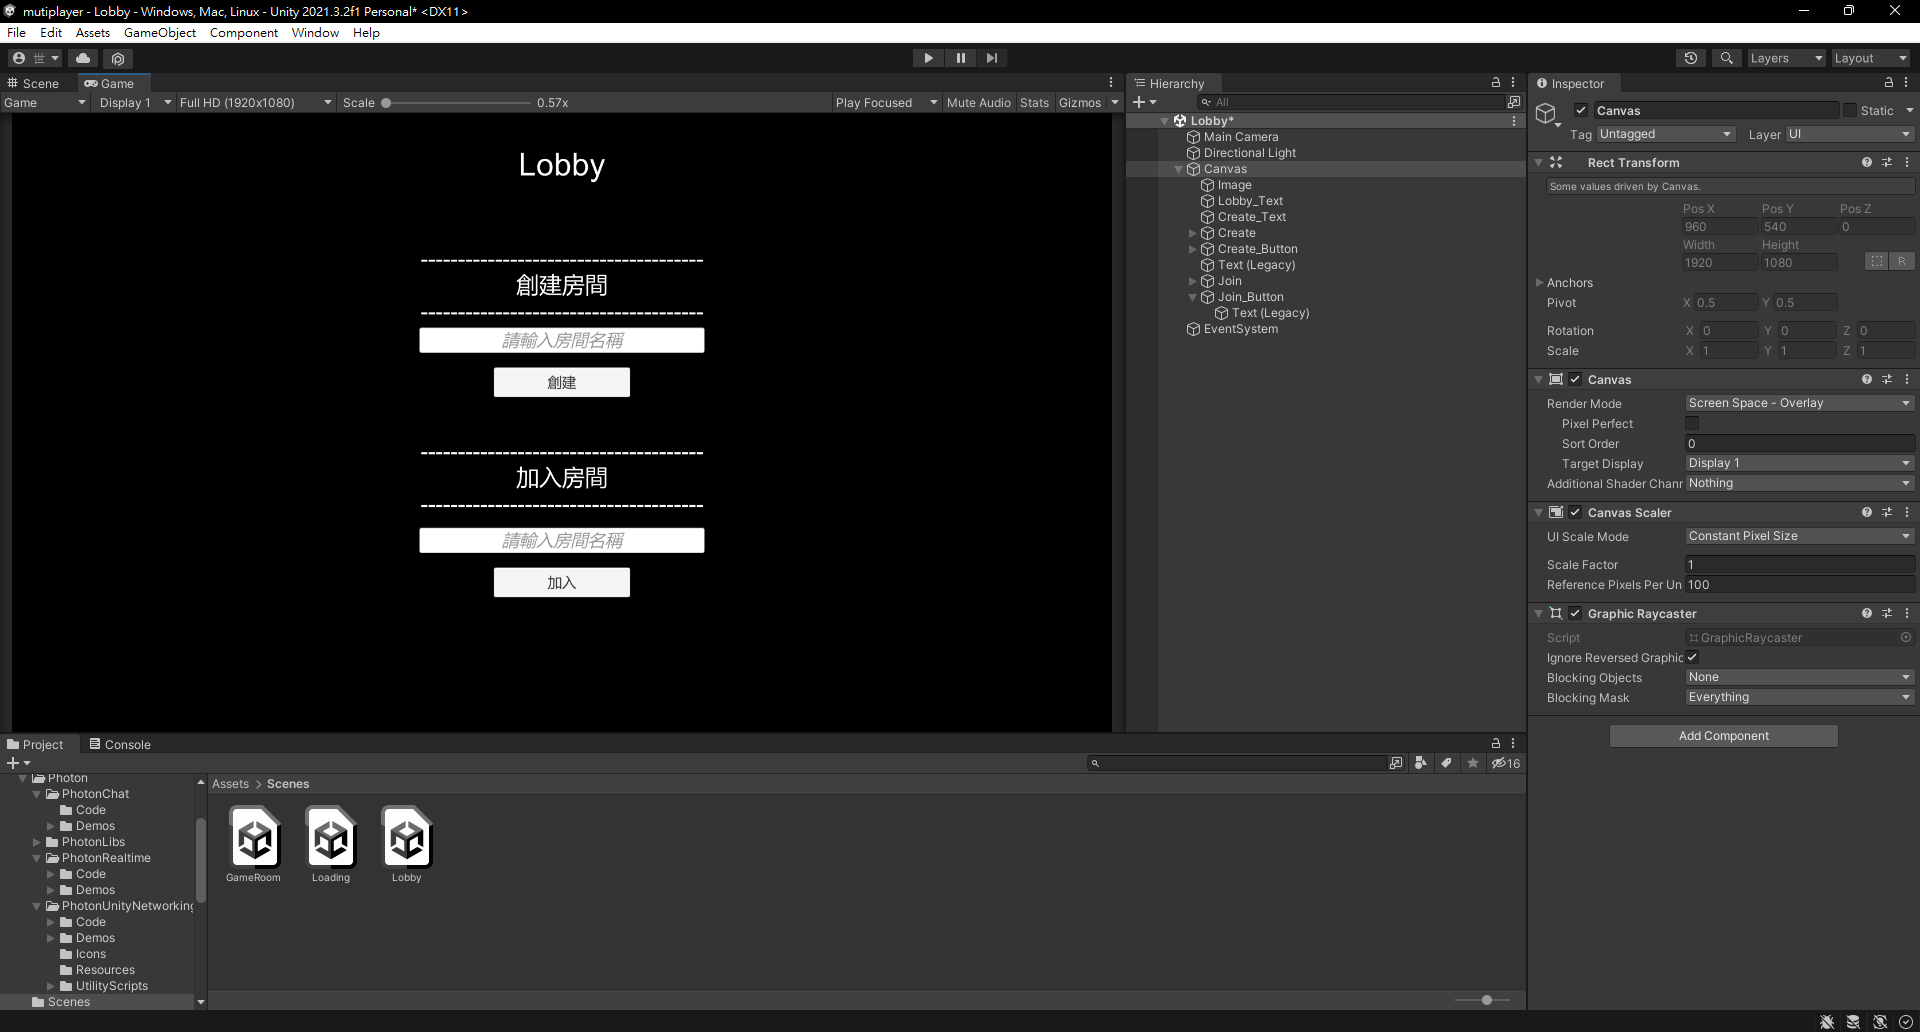 mutiplayer - Lobby - Windows, Mac, Linux - Unity 2021.3.2f1 Personal* <DX11>
File Edit Assets GameObject Component Window Help
Layers Layout
Scene Game
Game Display 1 Full HD (1920x1080) Scale 0.57x Play Focused Mute Audio Stats Gizmos
Lobby
-------------------------------------
創建房間
-------------------------------------
請輸入房間名稱
創建
-------------------------------------
加入房間
-------------------------------------
請輸入房間名稱
加入
Hierarchy
All
Lobby*
Main Camera
Directional Light
Canvas
Image
Lobby_Text
Create_Text
Create
Create_Button
Text (Legacy)
Join
Join_Button
Text (Legacy)
EventSystem
Inspector
Canvas Static
Tag Untagged Layer UI
Rect Transform
Some values driven by Canvas.
Pos X Pos Y Pos Z
960 540 0
Width Height
1920 1080 R
Anchors
Pivot X 0.5 Y 0.5
Rotation X 0 Y 0 Z 0
Scale X 1 Y 1 Z 1
Canvas
Render Mode Screen Space - Overlay
Pixel Perfect
Sort Order 0
Target Display Display 1
Additional Shader Chanr Nothing
Canvas Scaler
UI Scale Mode Constant Pixel Size
Scale Factor 1
Reference Pixels Per Un 100
Graphic Raycaster
Script GraphicRaycaster
Ignore Reversed Graphic
Blocking Objects None
Blocking Mask Everything
Add Component
Project Console
16
Photon
PhotonChat
Code
Demos
PhotonLibs
PhotonRealtime
Code
Demos
PhotonUnityNetworking
Code
Demos
Icons
Resources
UtilityScripts
Scenes
Assets > Scenes
GameRoom Loading Lobby